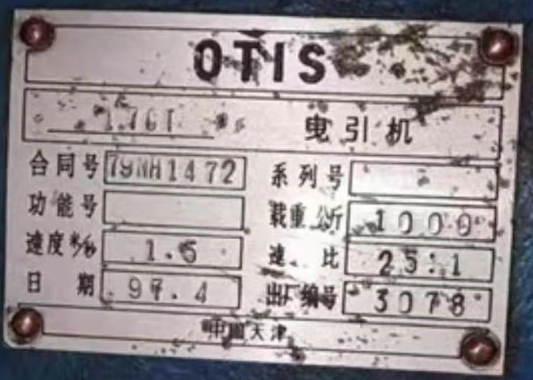 OTIS
曳引机
合同号 79NH1472 系列号
功能号 载重公斤 1000
速度米/秒 1.6 速比 25:1
日期 97.4 出厂编号 3078
中国天津